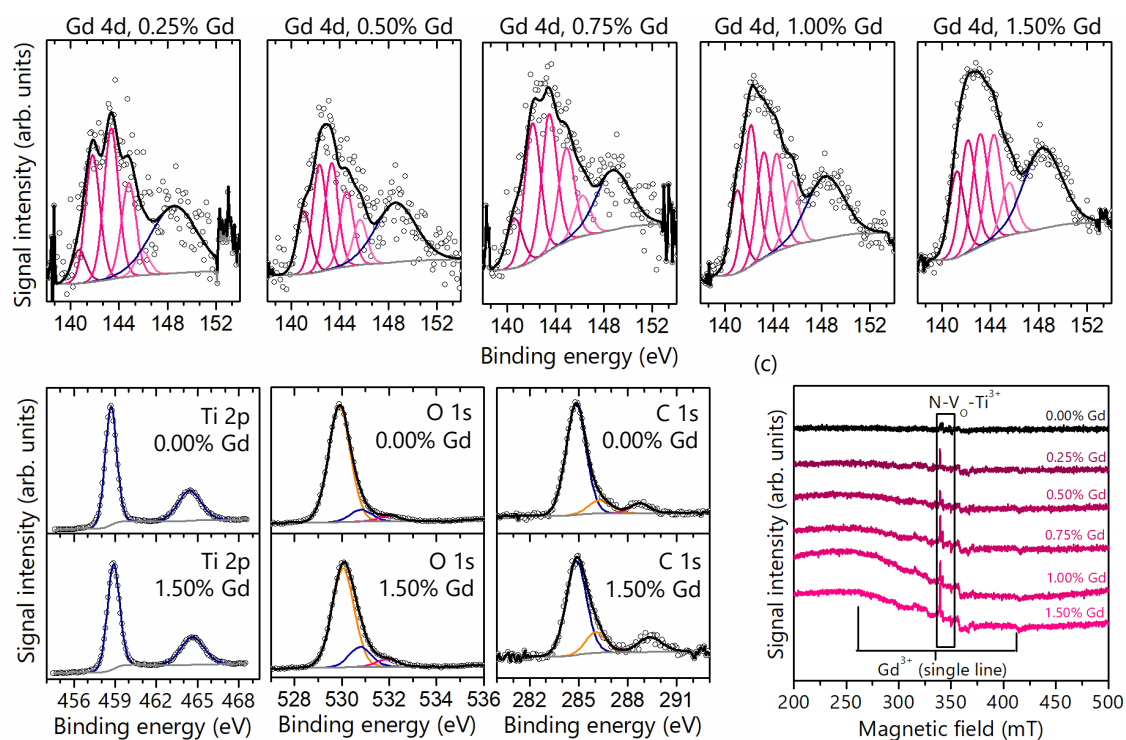 Gd 4d, 0.25% Gd
Gd 4d, 0.50% Gd
Gd 4d, 0.75% Gd
Gd 4d, 1.00% Gd
Gd 4d, 1.50% Gd
Signal intensity (arb. units)
140 144 148 152
140 144 148 152
140 144 148 152
140 144 148 152
140 144 148 152
Binding energy (eV)
(c)
Signal intensity (arb. units)
Ti 2p
0.00% Gd
O 1s
0.00% Gd
C 1s
0.00% Gd
Ti 2p
1.50% Gd
O 1s
1.50% Gd
C 1s
1.50% Gd
456 459 462 465 468
528 530 532 534 536
282 285 288 291
Binding energy (eV)
Binding energy (eV)
Binding energy (eV)
Signal intensity (arb. units)
N-V_O-Ti³⁺
0.00% Gd
0.25% Gd
0.50% Gd
0.75% Gd
1.00% Gd
1.50% Gd
Gd³⁺ (single line)
200 250 300 350 400 450 500
Magnetic field (mT)